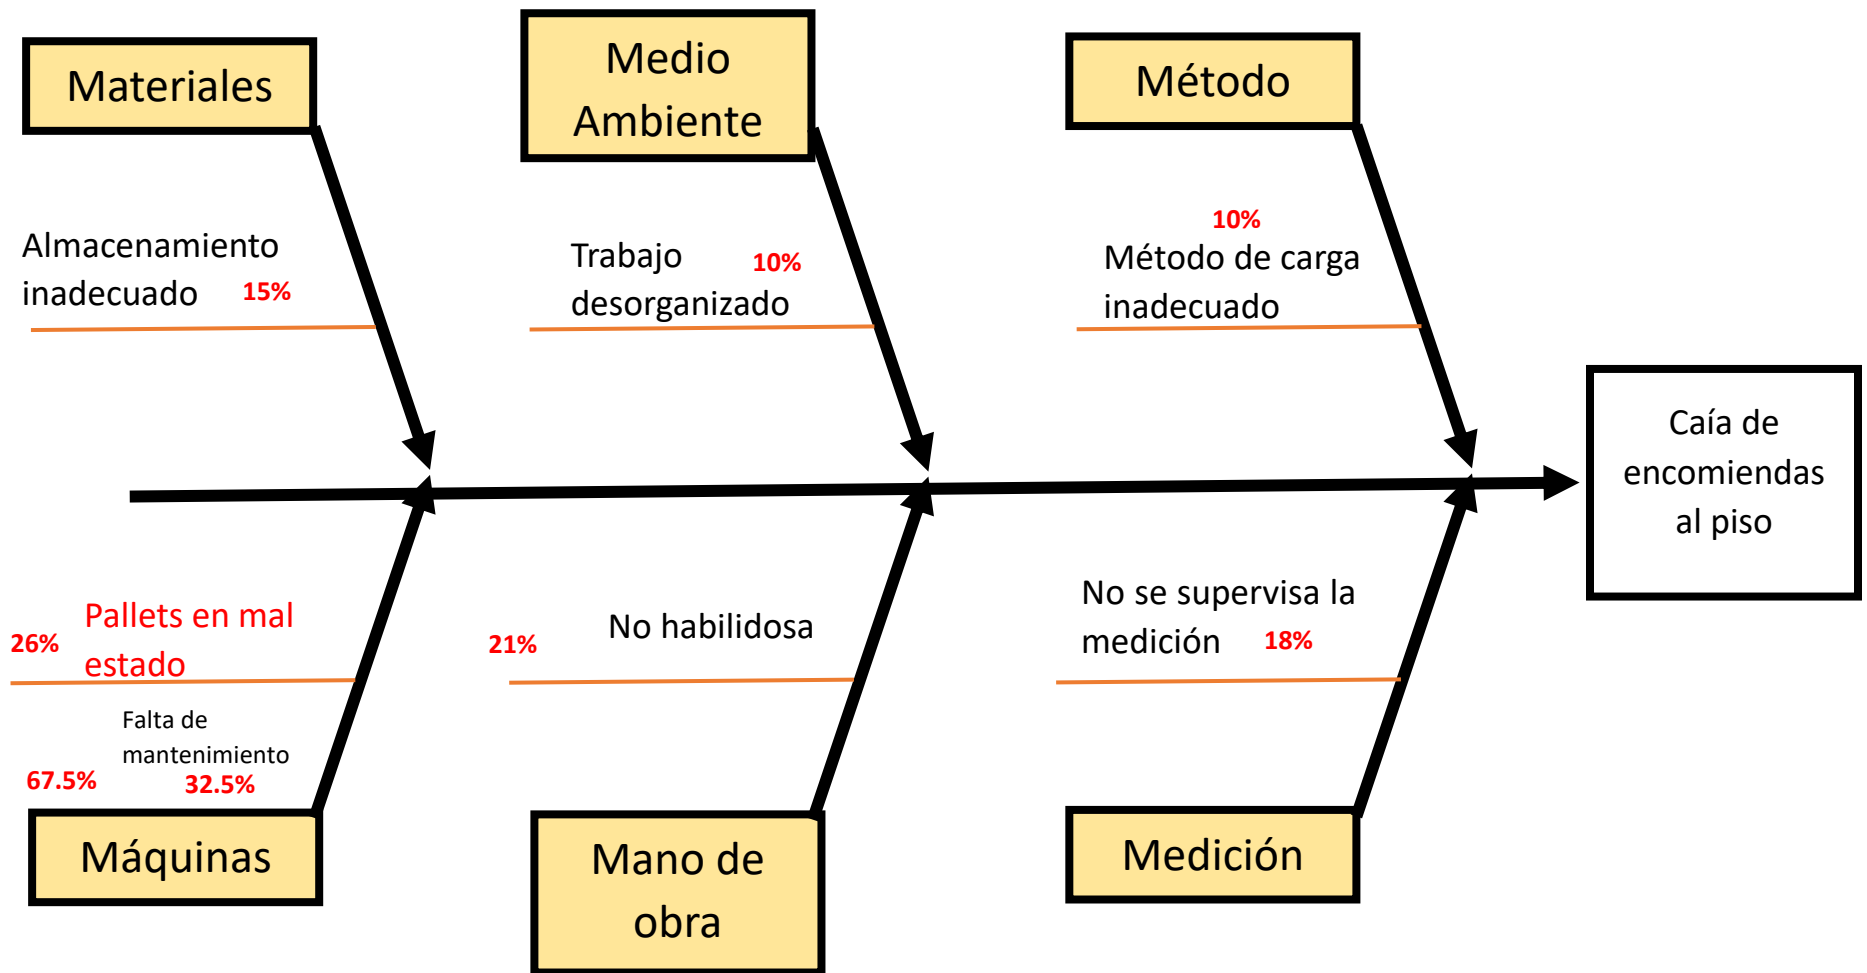 Materiales
Medio
Ambiente
Método
Almacenamiento
inadecuado 15%
Trabajo 10%
desorganizado
10%
Método de carga
inadecuado
Caía de
encomiendas
al piso
26% Pallets en mal
estado
Falta de
mantenimiento
67.5% 32.5%
21% No habilidosa
No se supervisa la
medición 18%
Máquinas
Mano de
obra
Medición